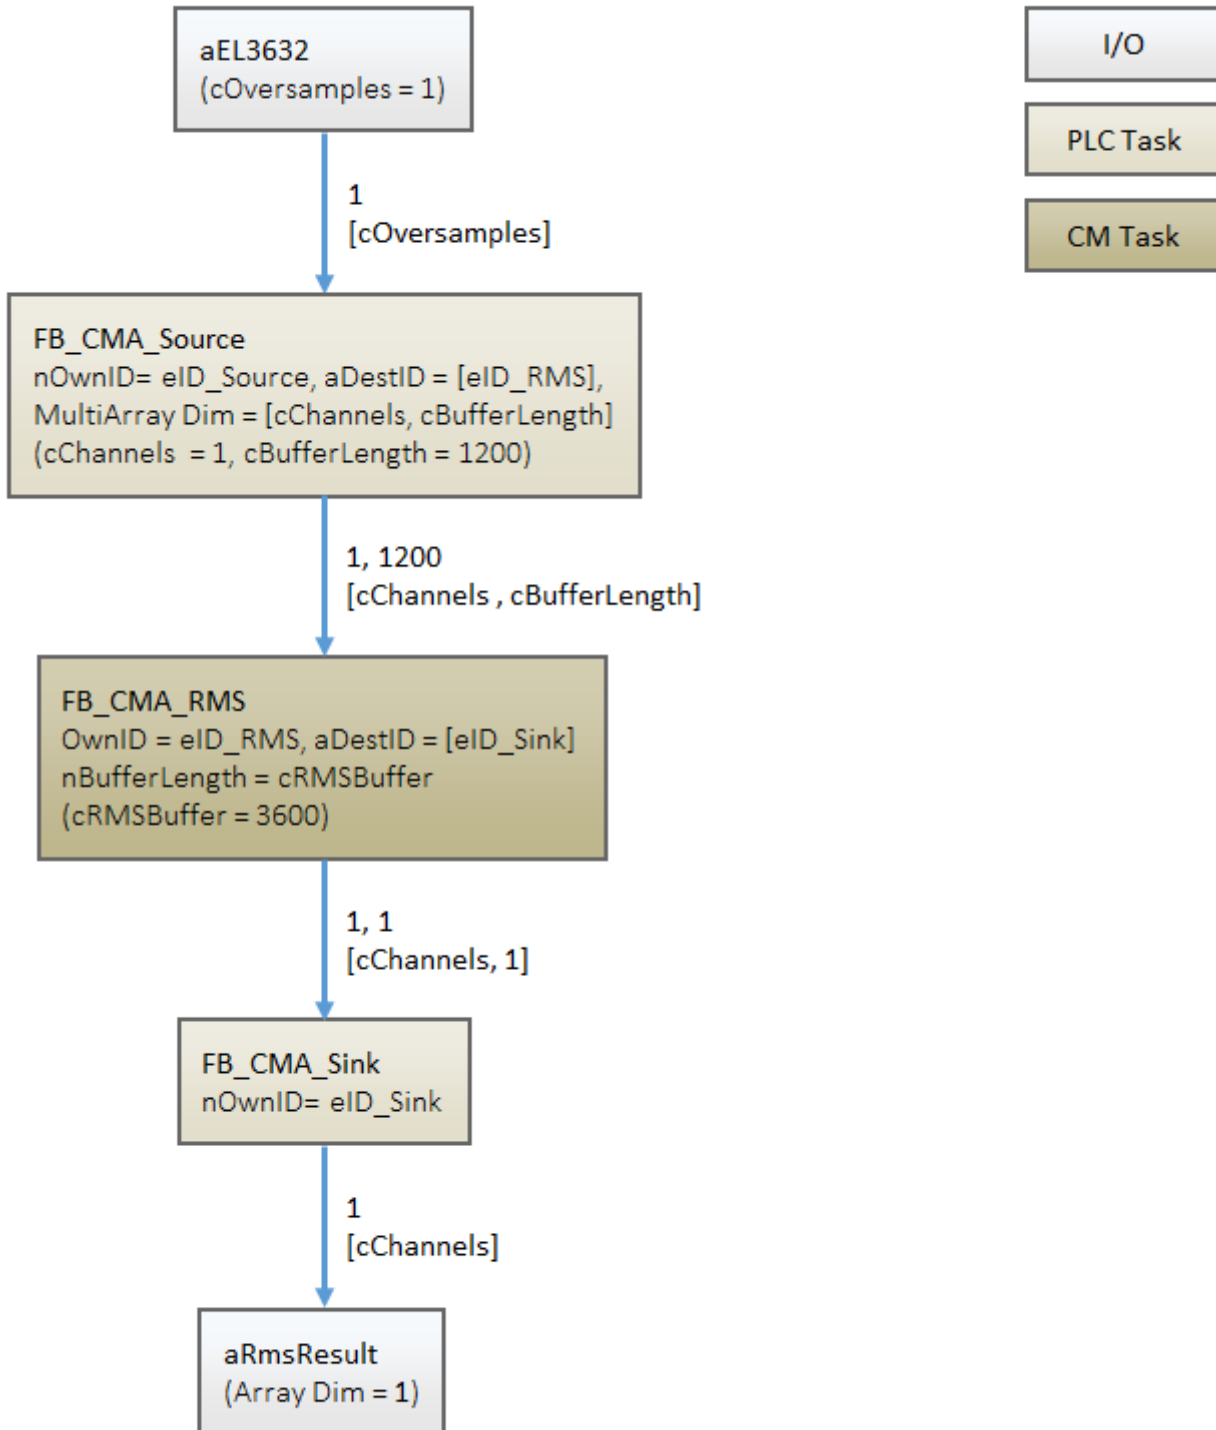 aEL3632
(cOversamples = 1)
1
[cOversamples]
FB_CMA_Source
nOwnID= eID_Source, aDestID = [eID_RMS],
MultiArray Dim = [cChannels, cBufferLength]
(cChannels  = 1, cBufferLength = 1200)
1, 1200
[cChannels , cBufferLength]
FB_CMA_RMS
OwnID = eID_RMS, aDestID = [eID_Sink]
nBufferLength = cRMSBuffer
(cRMSBuffer = 3600)
1, 1
[cChannels, 1]
FB_CMA_Sink
nOwnID= eID_Sink
1
[cChannels]
aRmsResult
(Array Dim = 1)
I/O
PLC Task
CM Task